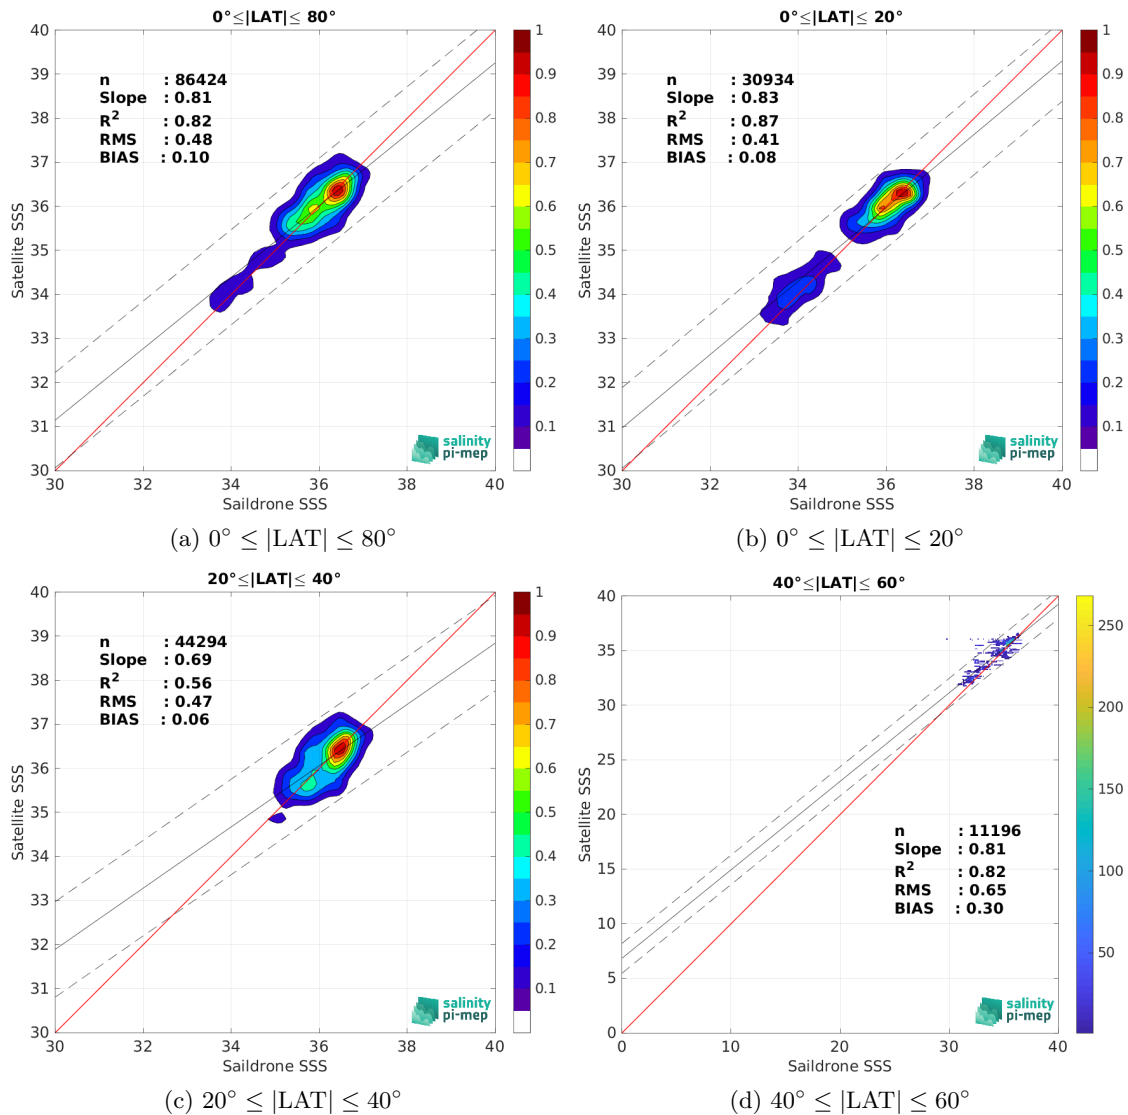 0°≤|LAT|≤ 80°
40
39
38
37
36
35
34
33
32
31
30
30 32 34 36 38 40
Satellite SSS
Saildrone SSS
n : 86424
Slope : 0.81
R² : 0.82
RMS : 0.48
BIAS : 0.10
1
0.9
0.8
0.7
0.6
0.5
0.4
0.3
0.2
0.1
salinity
pi-mep
(a) 0° ≤ |LAT| ≤ 80°
0°≤|LAT|≤ 20°
40
39
38
37
36
35
34
33
32
31
30
30 32 34 36 38 40
Satellite SSS
Saildrone SSS
n : 30934
Slope : 0.83
R² : 0.87
RMS : 0.41
BIAS : 0.08
1
0.9
0.8
0.7
0.6
0.5
0.4
0.3
0.2
0.1
salinity
pi-mep
(b) 0° ≤ |LAT| ≤ 20°
20°≤|LAT|≤ 40°
40
39
38
37
36
35
34
33
32
31
30
30 32 34 36 38 40
Satellite SSS
Saildrone SSS
n : 44294
Slope : 0.69
R² : 0.56
RMS : 0.47
BIAS : 0.06
1
0.9
0.8
0.7
0.6
0.5
0.4
0.3
0.2
0.1
salinity
pi-mep
(c) 20° ≤ |LAT| ≤ 40°
40°≤|LAT|≤ 60°
40
35
30
25
20
15
10
5
0
0 10 20 30 40
Satellite SSS
Saildrone SSS
n : 11196
Slope : 0.81
R² : 0.82
RMS : 0.65
BIAS : 0.30
250
200
150
100
50
salinity
pi-mep
(d) 40° ≤ |LAT| ≤ 60°